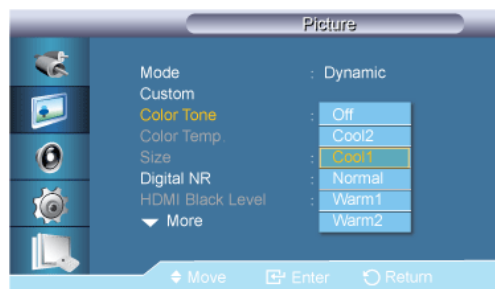 Picture
Mode : Dynamic
Custom
Color Tone : Off
Color Temp. Cool2
Size : Cool1
Digital NR : Normal
HDMI Black Level : Warm1
More Warm2
Move Enter Return